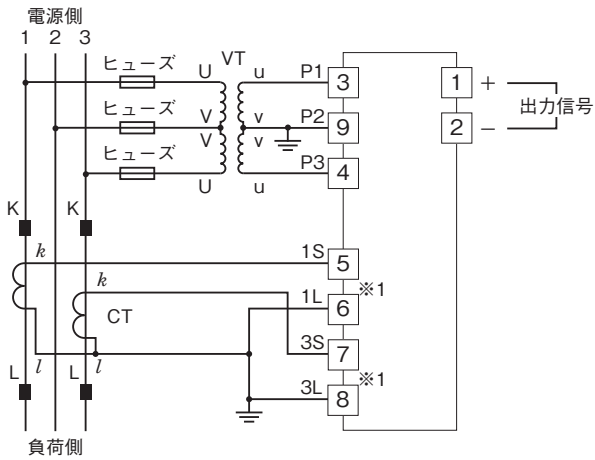 電源側
1 2 3
ヒューズ
ヒューズ
ヒューズ
VT
U u
V v
V v
U u
P1 3
P2 9
P3 4
1 +
2 −
出力信号
K K
k
k
CT
l
l
L L
1S 5
※1
1L 6
3S 7
※1
3L 8
負荷側